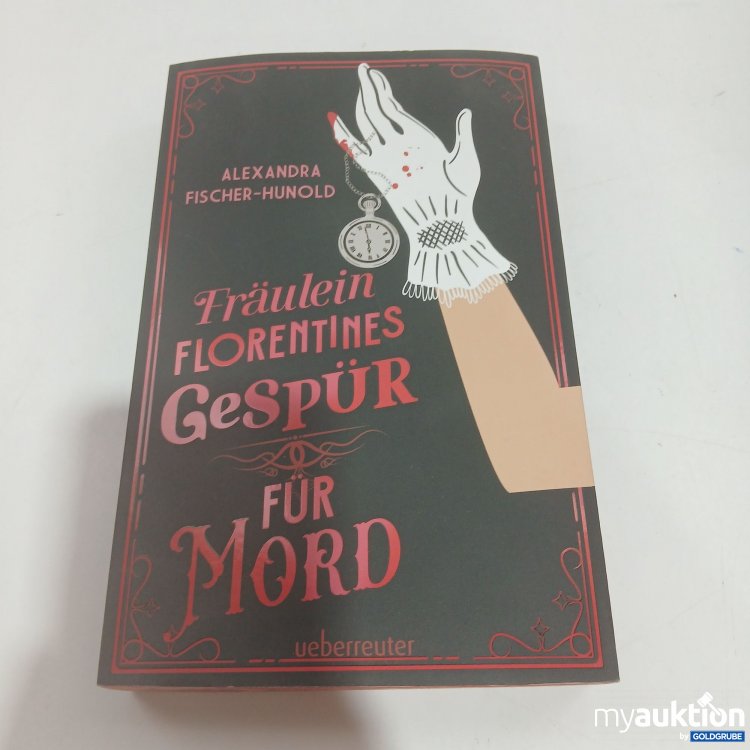 ALEXANDRA
FISCHER-HUNOLD
Fräulein
FLORENTINES
GESPÜR
FÜR
MORD
ueberreuter
myauktion
by GOLDGRUBE